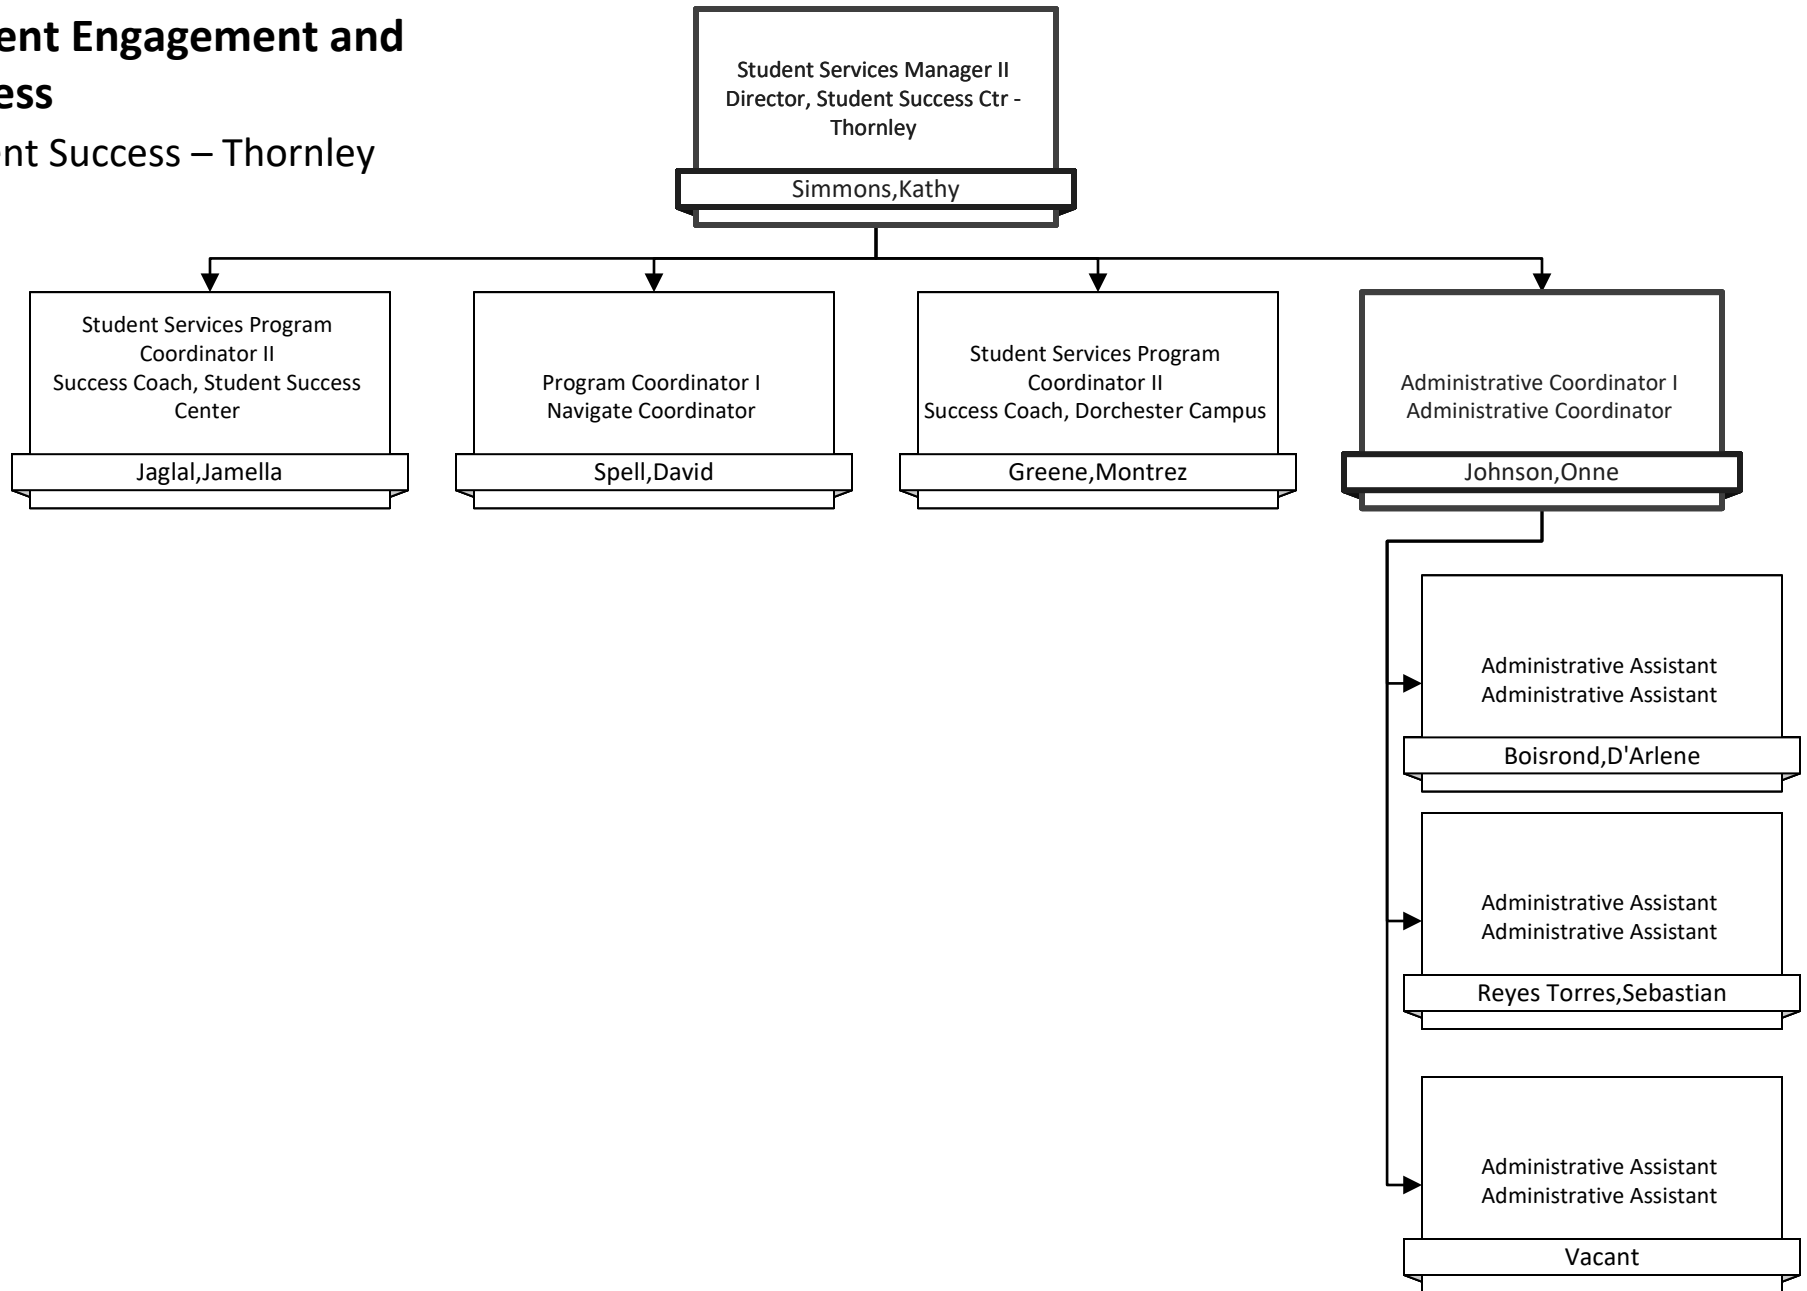 ent Engagement and
ess
ent Success – Thornley
Student Services Manager II
Director, Student Success Ctr -
Thornley
Simmons,Kathy
Student Services Program
Coordinator II
Success Coach, Student Success
Center
Jaglal,Jamella
Program Coordinator I
Navigate Coordinator
Spell,David
Student Services Program
Coordinator II
Success Coach, Dorchester Campus
Greene,Montrez
Administrative Coordinator I
Administrative Coordinator
Johnson,Onne
Administrative Assistant
Administrative Assistant
Boisrond,D'Arlene
Administrative Assistant
Administrative Assistant
Reyes Torres,Sebastian
Administrative Assistant
Administrative Assistant
Vacant